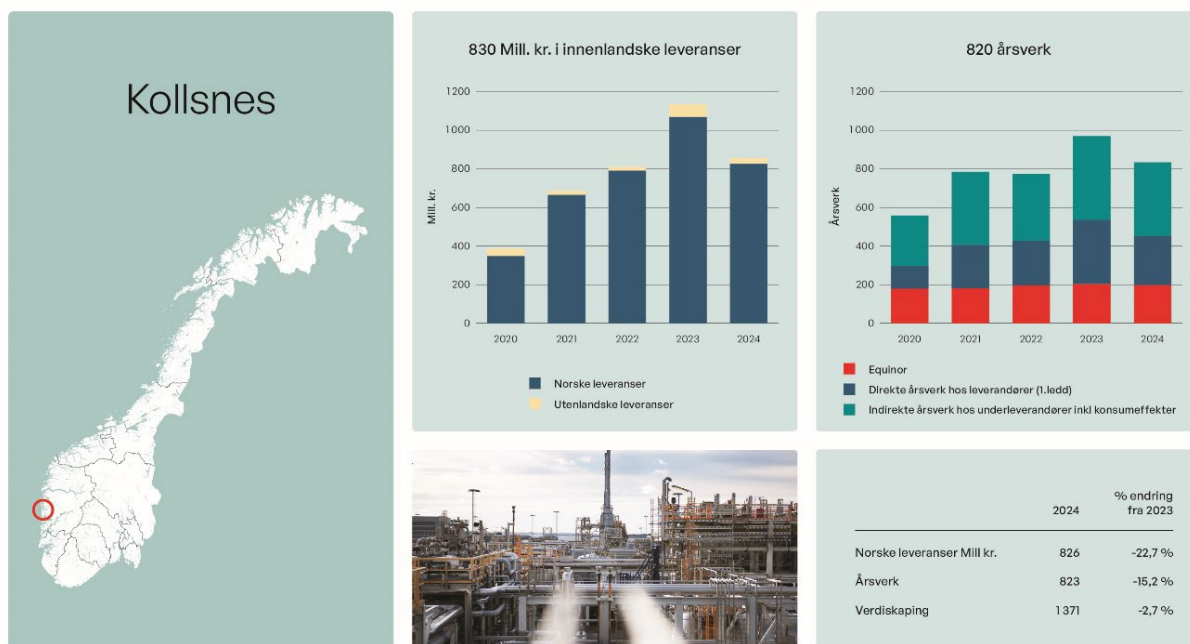 Kollsnes
830 Mill. kr. i innenlandske leveranser
Mill. kr.
1200
1000
800
600
400
200
0
2020
2021
2022
2023
2024
Norske leveranser
Utenlandske leveranser
820 årsverk
Årsverk
1200
1000
800
600
400
200
0
2020
2021
2022
2023
2024
Equinor
Direkte årsverk hos leverandører (1.ledd)
Indirekte årsverk hos underleverandører inkl konsumeffekter
2024
% endring
fra 2023
Norske leveranser Mill kr. 826 -22,7 %
Årsverk 823 -15,2 %
Verdiskaping 1 371 -2,7 %